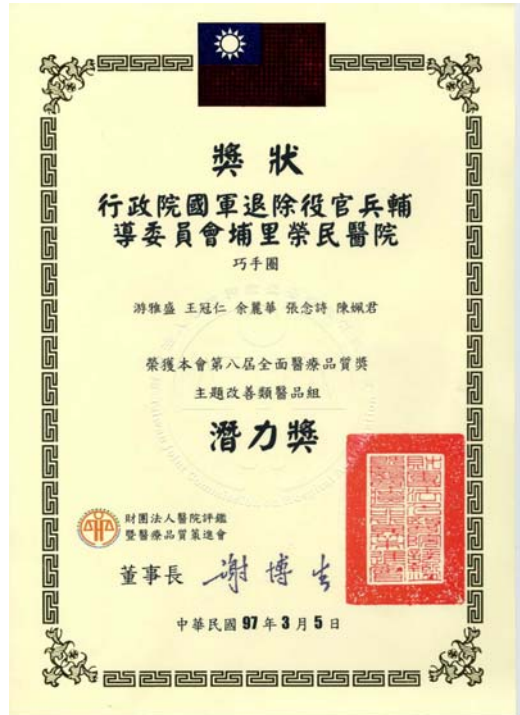 獎狀
行政院國軍退除役官兵輔
導委員會埔里榮民醫院
巧手圈
游雅盛 王冠仁 余麗華 張念詩 陳姵君
榮獲本會第八屆全面醫療品質獎
主題改善類醫品組
潛力獎
財團法人醫院評鑑
暨醫療品質策進會
董事長 謝博生
中華民國 97 年 3 月 5 日